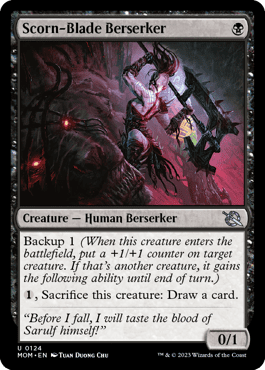 Scorn-Blade Berserker
Creature — Human Berserker
Backup 1 (When this creature enters the
battlefield, put a +1/+1 counter on target
creature. If that's another creature, it gains
the following ability until end of turn.)
1, Sacrifice this creature: Draw a card.
"Before I fall, I will taste the blood of
Sarulf himself!"
0/1
U 0124
MOM • EN Tuan Duong Chu
™ & © 2023 Wizards of the Coast